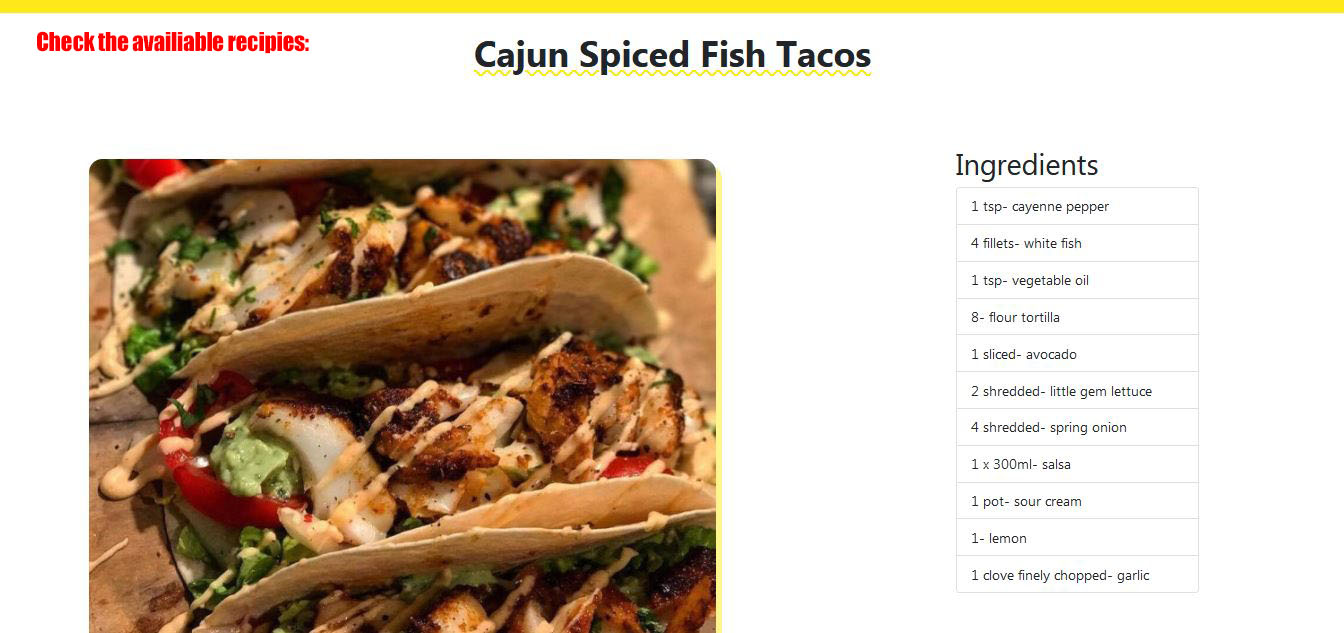 Check the availiable recipies:
Cajun Spiced Fish Tacos
Ingredients
1 tsp- cayenne pepper
4 fillets- white fish
1 tsp- vegetable oil
8- flour tortilla
1 sliced- avocado
2 shredded- little gem lettuce
4 shredded- spring onion
1 x 300ml- salsa
1 pot- sour cream
1- lemon
1 clove finely chopped- garlic